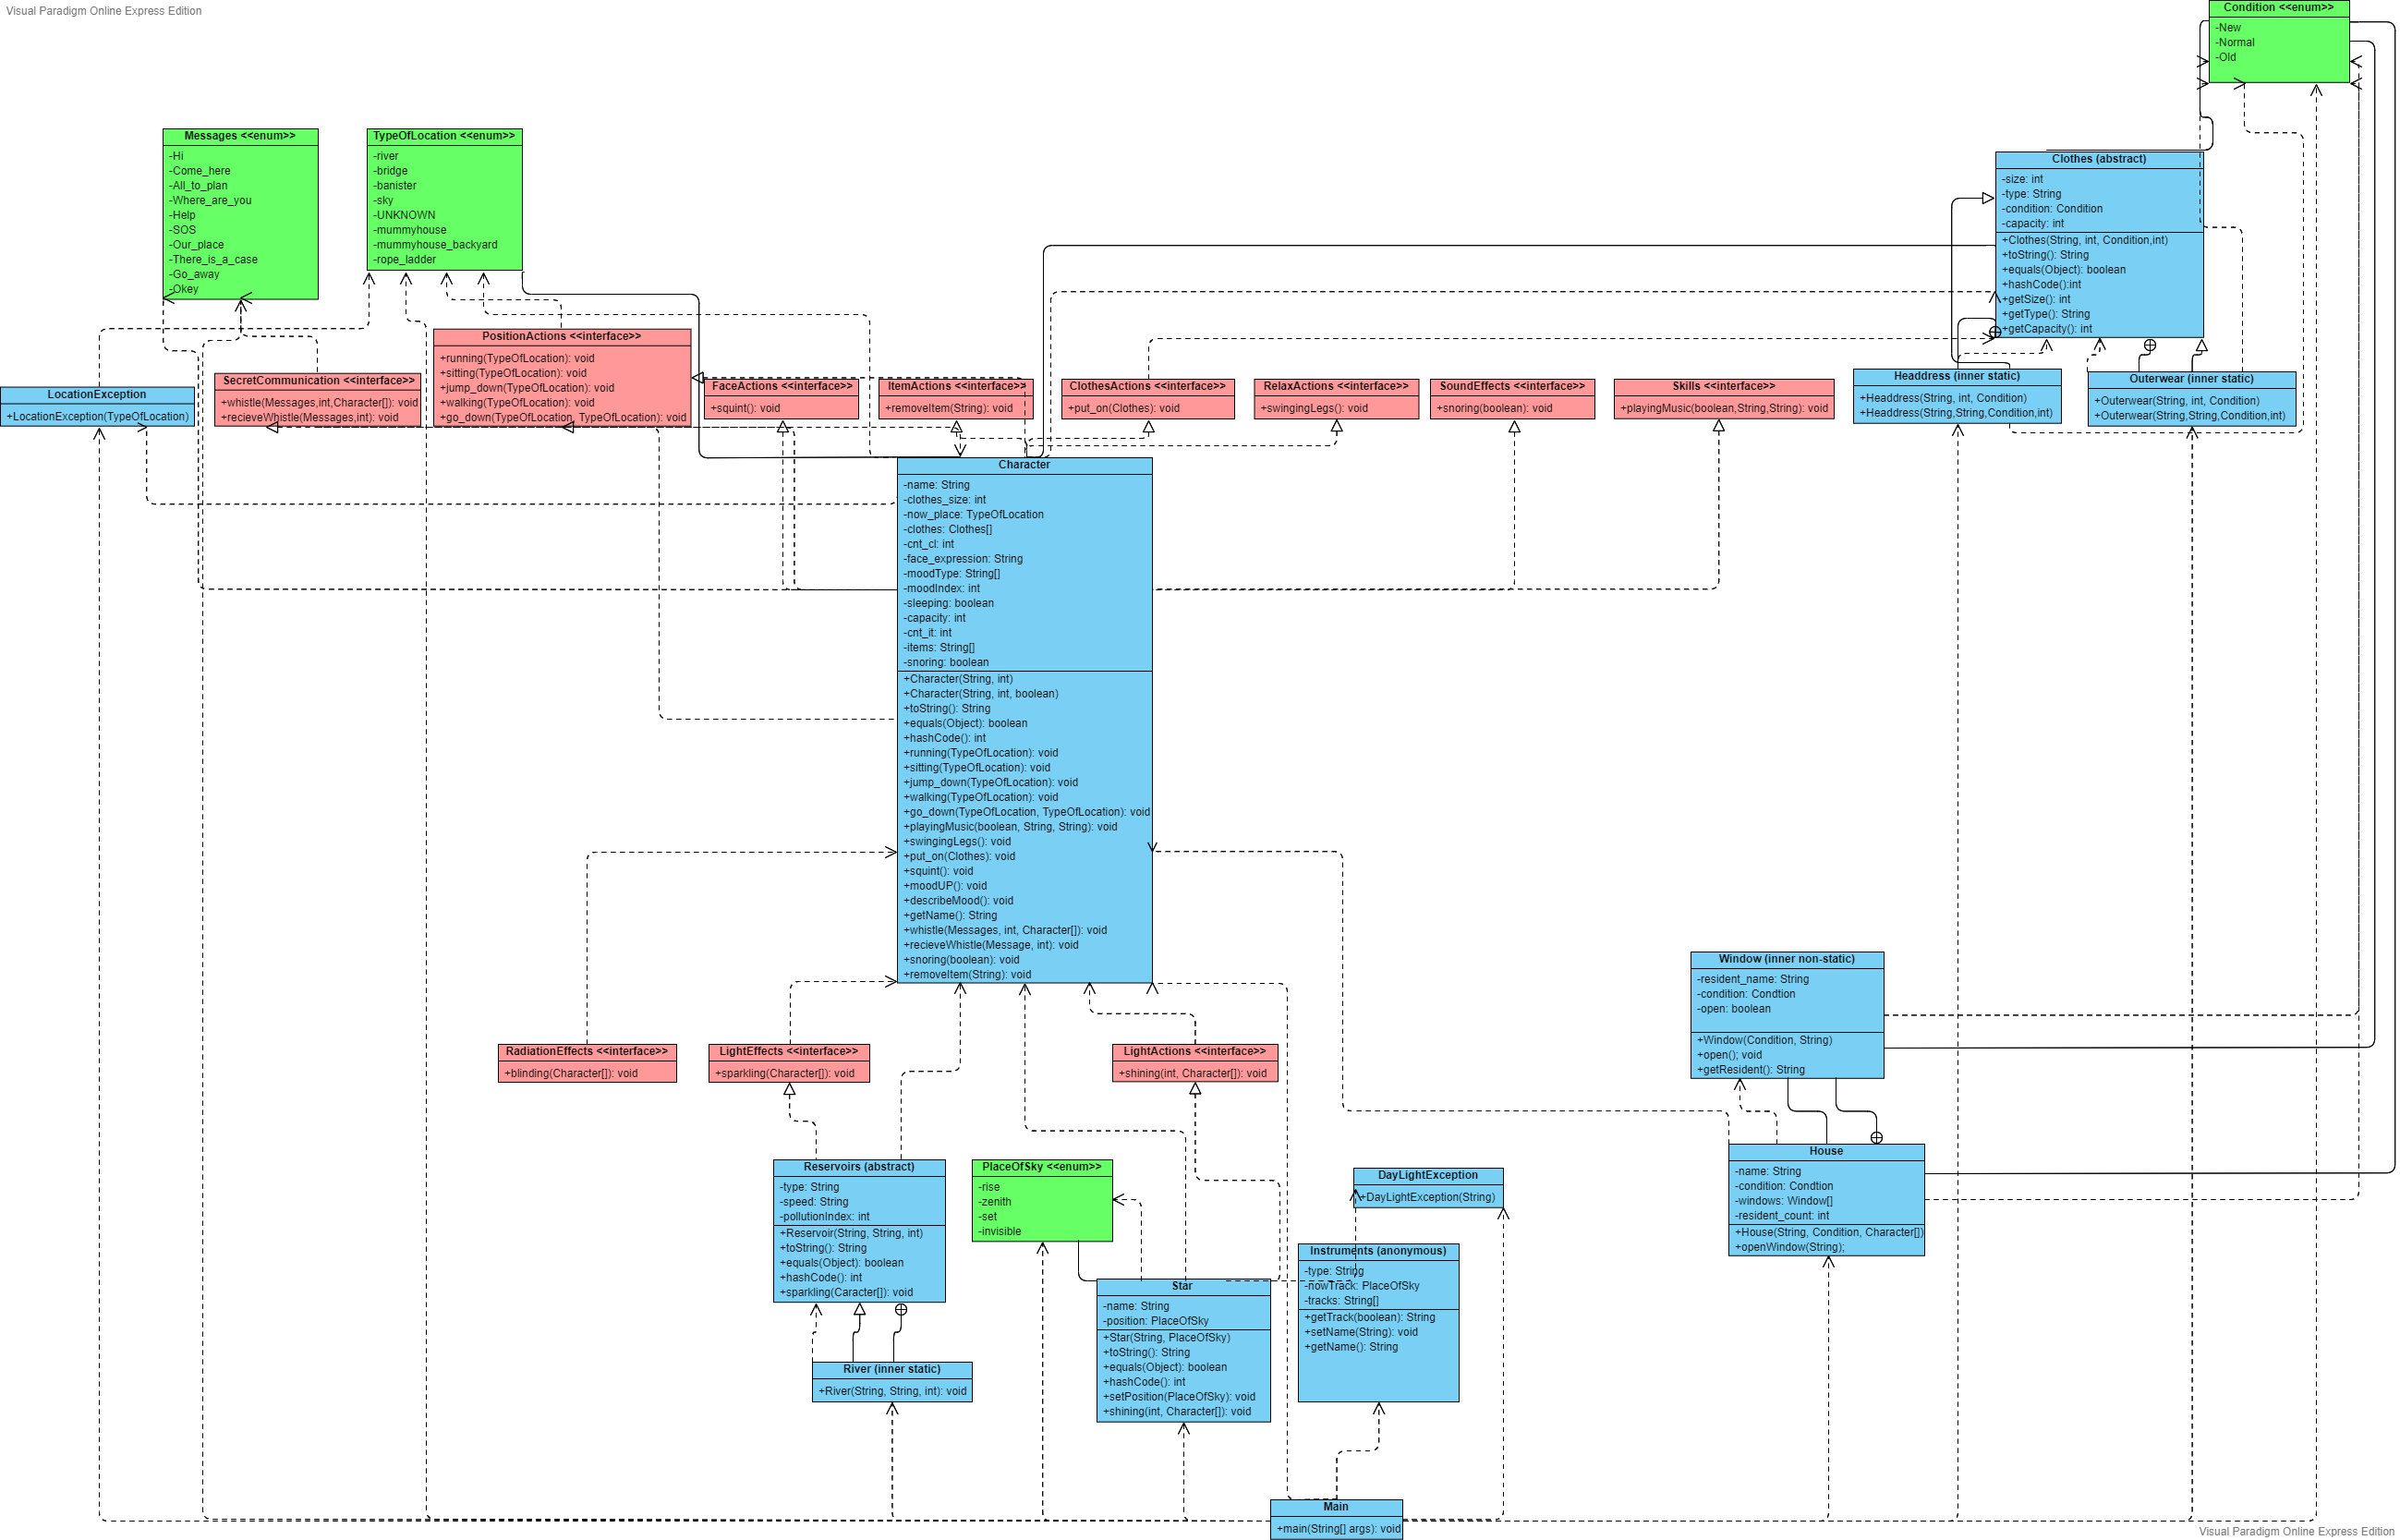 Visual Paradigm Online Express Edition
Condition <<enum>>
-New
-Normal
-Old
Messages <<enum>>
-Hi
-Come_here
-All_to_plan
-Where_are_you
-Help
-SOS
-Our_place
-There_is_a_case
-Go_away
-Okey
TypeOfLocation <<enum>>
-river
-bridge
-banister
-sky
-UNKNOWN
-mummyhouse
-mummyhouse_backyard
-rope_ladder
Clothes (abstract)
-size: int
-type: String
-condition: Condition
-capacity: int
+Clothes(String, int, Condition,int)
+toString(): String
+equals(Object): boolean
+hashCode():int
+getSize(): int
+getType(): String
+getCapacity(): int
LocationException
+LocationException(TypeOfLocation)
SecretCommunication <<interface>>
+whistle(Messages,int,Character[]): void
+recieveWhistle(Messages,int): void
PositionActions <<interface>>
+running(TypeOfLocation): void
+sitting(TypeOfLocation): void
+jump_down(TypeOfLocation): void
+walking(TypeOfLocation): void
+go_down(TypeOfLocation, TypeOfLocation): void
FaceActions <<interface>>
+squint(): void
ItemActions <<interface>>
+removeItem(String): void
ClothesActions <<interface>>
+put_on(Clothes): void
RelaxActions <<interface>>
+swingingLegs(): void
SoundEffects <<interface>>
+snoring(boolean): void
Skills <<interface>>
+playingMusic(boolean,String,String): void
Headdress (inner static)
+Headdress(String, int, Condition)
+Headdress(String,String,Condition,int)
Outerwear (inner static)
+Outerwear(String, int, Condition)
+Outerwear(String,String,Condition,int)
Character
-name: String
-clothes_size: int
-now_place: TypeOfLocation
-clothes: Clothes[]
-cnt_cl: int
-face_expression: String
-moodType: String[]
-moodIndex: int
-sleeping: boolean
-capacity: int
-cnt_it: int
-items: String[]
-snoring: boolean
+Character(String, int)
+Character(String, int, boolean)
+toString(): String
+equals(Object): boolean
+hashCode(): int
+running(TypeOfLocation): void
+sitting(TypeOfLocation): void
+jump_down(TypeOfLocation): void
+walking(TypeOfLocation): void
+go_down(TypeOfLocation, TypeOfLocation): void
+playingMusic(boolean, String, String): void
+swingingLegs(): void
+put_on(Clothes): void
+squint(): void
+moodUP(): void
+describeMood(): void
+getName(): String
+whistle(Messages, int, Character[]): void
+recieveWhistle(Message, int): void
+snoring(boolean): void
+removeItem(String): void
Window (inner non-static)
-resident_name: String
-condition: Condtion
-open: boolean
+Window(Condition, String)
+open(); void
+getResident(): String
RadiationEffects <<interface>>
+blinding(Character[]): void
LightEffects <<interface>>
+sparkling(Character[]): void
LightActions <<interface>>
+shining(int, Character[]): void
House
-name: String
-condition: Condtion
-windows: Window[]
-resident_count: int
+House(String, Condition, Character[])
+openWindow(String);
Reservoirs (abstract)
-type: String
-speed: String
-pollutionIndex: int
+Reservoir(String, String, int)
+toString(): String
+equals(Object): boolean
+hashCode(): int
+sparkling(Caracter[]): void
PlaceOfSky <<enum>>
-rise
-zenith
-set
-invisible
DayLightException
+DayLightException(String)
Instruments (anonymous)
-type: String
-nowTrack: PlaceOfSky
-tracks: String[]
+getTrack(boolean): String
+setName(String): void
+getName(): String
Star
-name: String
-position: PlaceOfSky
+Star(String, PlaceOfSky)
+toString(): String
+equals(Object): boolean
+hashCode(): int
+setPosition(PlaceOfSky): void
+shining(int, Character[]): void
River (inner static)
+River(String, String, int): void
Main
+main(String[] args): void
Visual Paradigm Online Express Edition